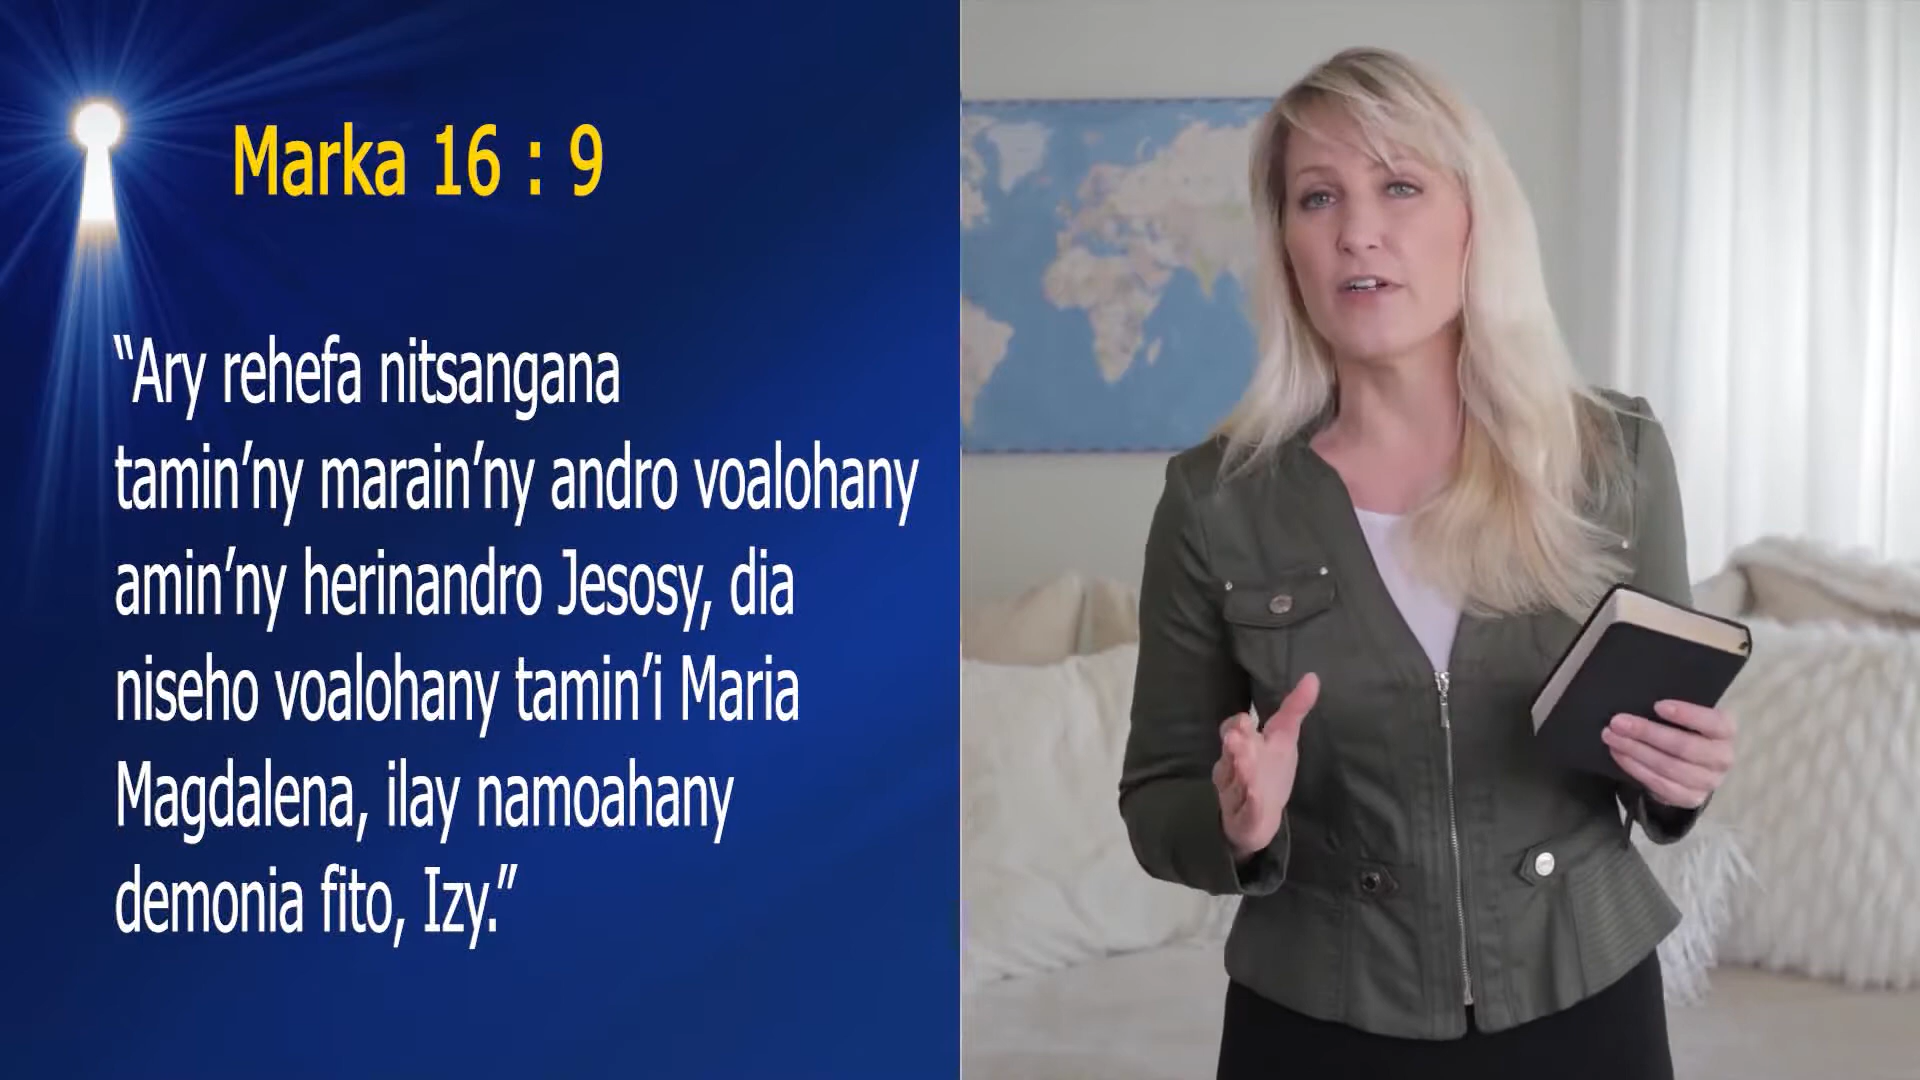 Marka 16 : 9
“Ary rehefa nitsangana
tamin’ny marain’ny andro voalohany
amin’ny herinandro Jesosy, dia
niseho voalohany tamin’i Maria
Magdalena, ilay namoahany
demonia fito, Izy.”